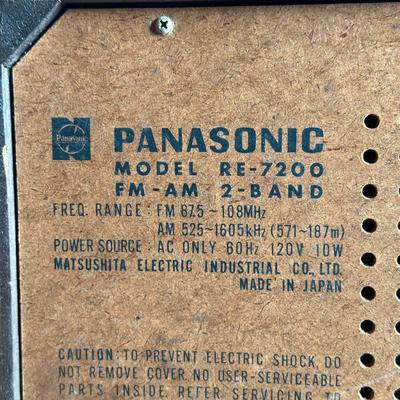 Panasonic
PANASONIC
MODEL RE-7200
FM-AM 2-BAND
FREQ. RANGE : FM 87.5 ~ 108MHz
AM 525~1605kHz (571~187m)
POWER SOURCE : AC ONLY 60Hz 120V 10W
MATSUSHITA ELECTRIC INDUSTRIAL CO., LTD.
MADE IN JAPAN
CAUTION: TO PREVENT ELECTRIC SHOCK, DO
NOT REMOVE COVER. NO USER-SERVICEABLE
PARTS INSIDE. REFER SERVICING TO